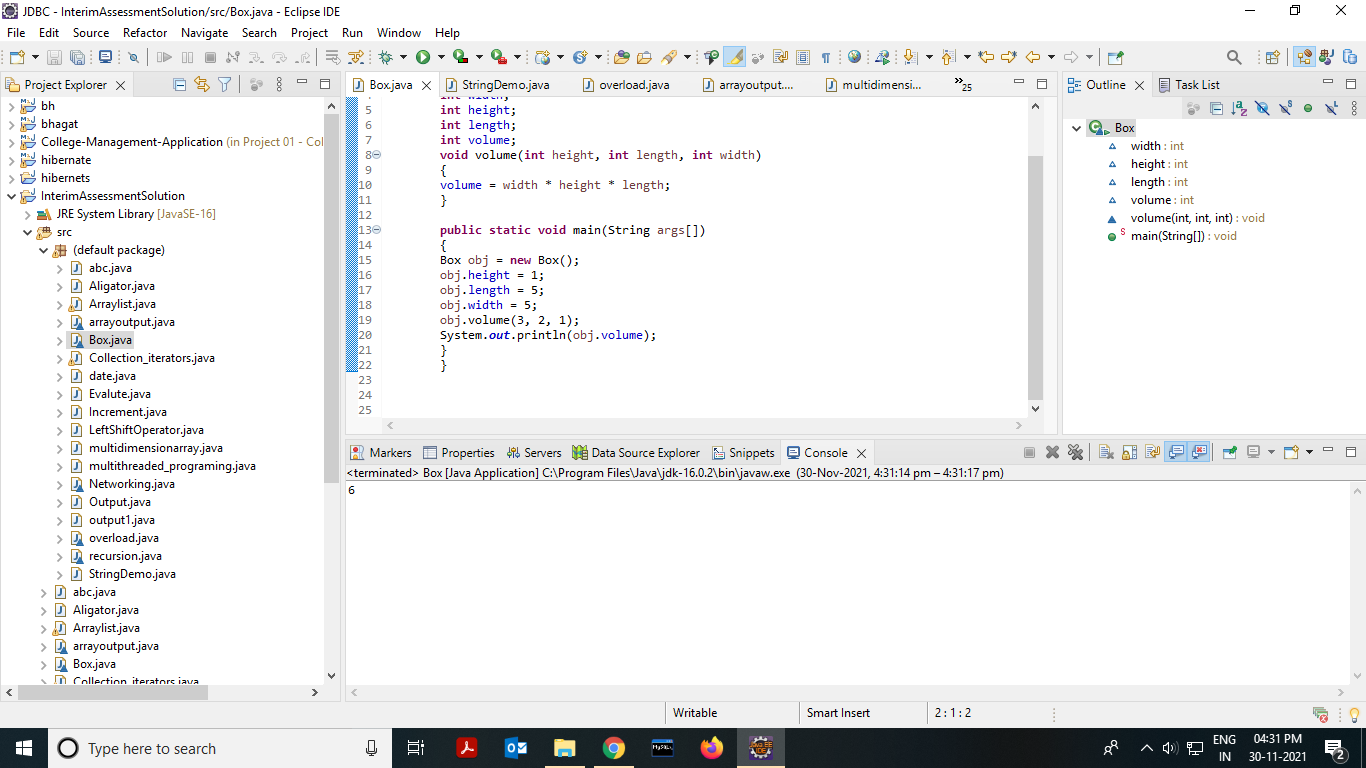 JDBC - InterimAssessmentSolution/src/Box.java - Eclipse IDE
File Edit Source Refactor Navigate Search Project Run Window Help
Project Explorer
bh
bhagat
College-Management-Application (in Project 01 - Col
hibernate
hibernets
InterimAssessmentSolution
JRE System Library [JavaSE-16]
src
(default package)
abc.java
Aligator.java
Arraylist.java
arrayoutput.java
Box.java
Collection_iterators.java
date.java
Evalute.java
Increment.java
LeftShiftOperator.java
multidimensionarray.java
multithreaded_programing.java
Networking.java
Output.java
output1.java
overload.java
recursion.java
StringDemo.java
abc.java
Aligator.java
Arraylist.java
arrayoutput.java
Box.java
Collection_iterators.java
Box.java StringDemo.java overload.java arrayoutput.... multidimensi... »25
4 int width;
5 int height;
6 int length;
7 int volume;
8 void volume(int height, int length, int width)
9 {
10 volume = width * height * length;
11 }
12
13 public static void main(String args[])
14 {
15 Box obj = new Box();
16 obj.height = 1;
17 obj.length = 5;
18 obj.width = 5;
19 obj.volume(3, 2, 1);
20 System.out.println(obj.volume);
21 }
22 }
23
24
25
Outline Task List
Box
width : int
height : int
length : int
volume : int
volume(int, int, int) : void
main(String[]) : void
Markers Properties Servers Data Source Explorer Snippets Console
<terminated> Box [Java Application] C:\Program Files\Java\jdk-16.0.2\bin\javaw.exe (30-Nov-2021, 4:31:14 pm – 4:31:17 pm)
6
Writable Smart Insert 2 : 1 : 2
Type here to search
ENG
IN
04:31 PM
30-11-2021
2